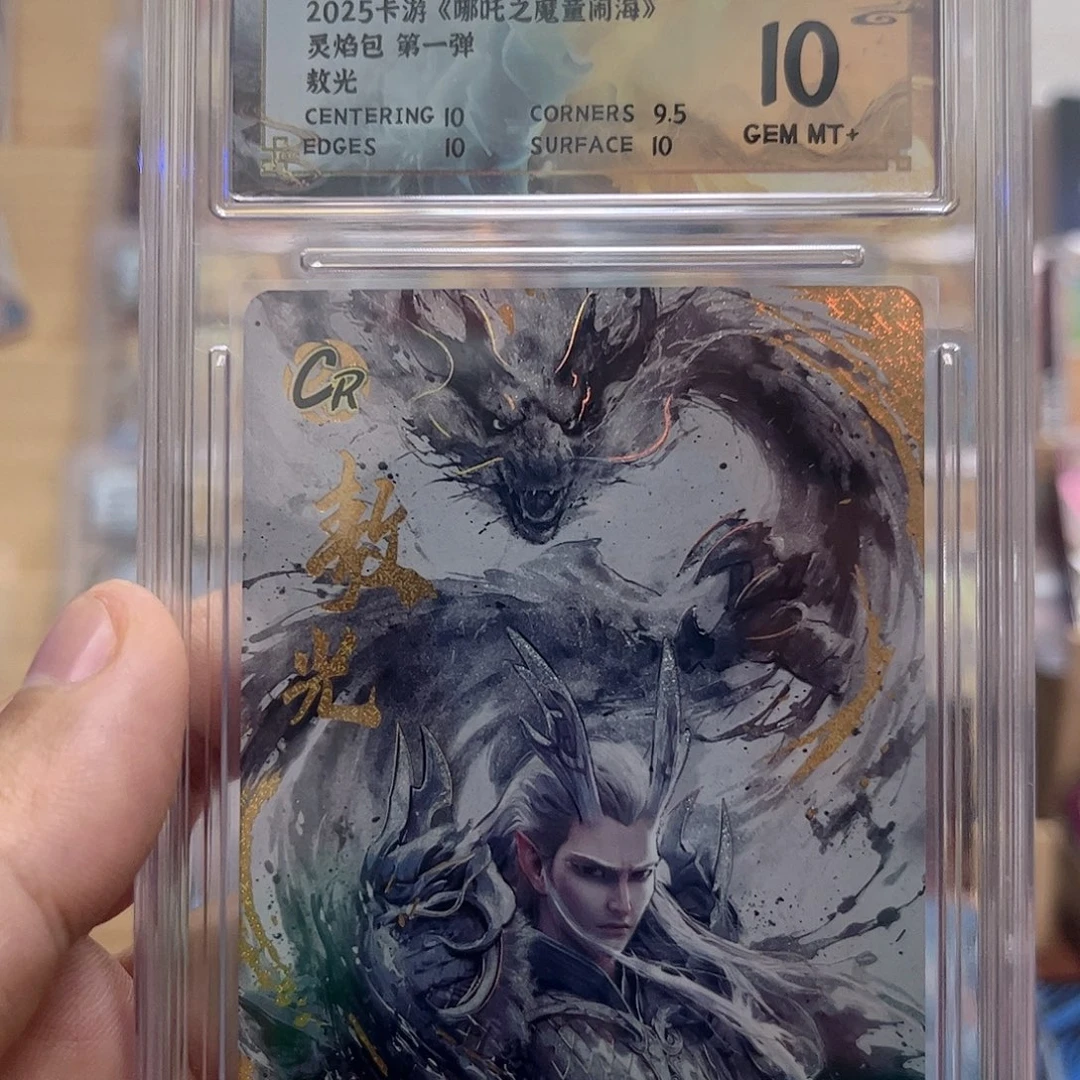 2025卡游《哪吒之魔童闹海》
灵焰包 第一弹
敖光
CENTERING 10 CORNERS 9.5
EDGES 10 SURFACE 10
10
GEM MT+
CR
敖光